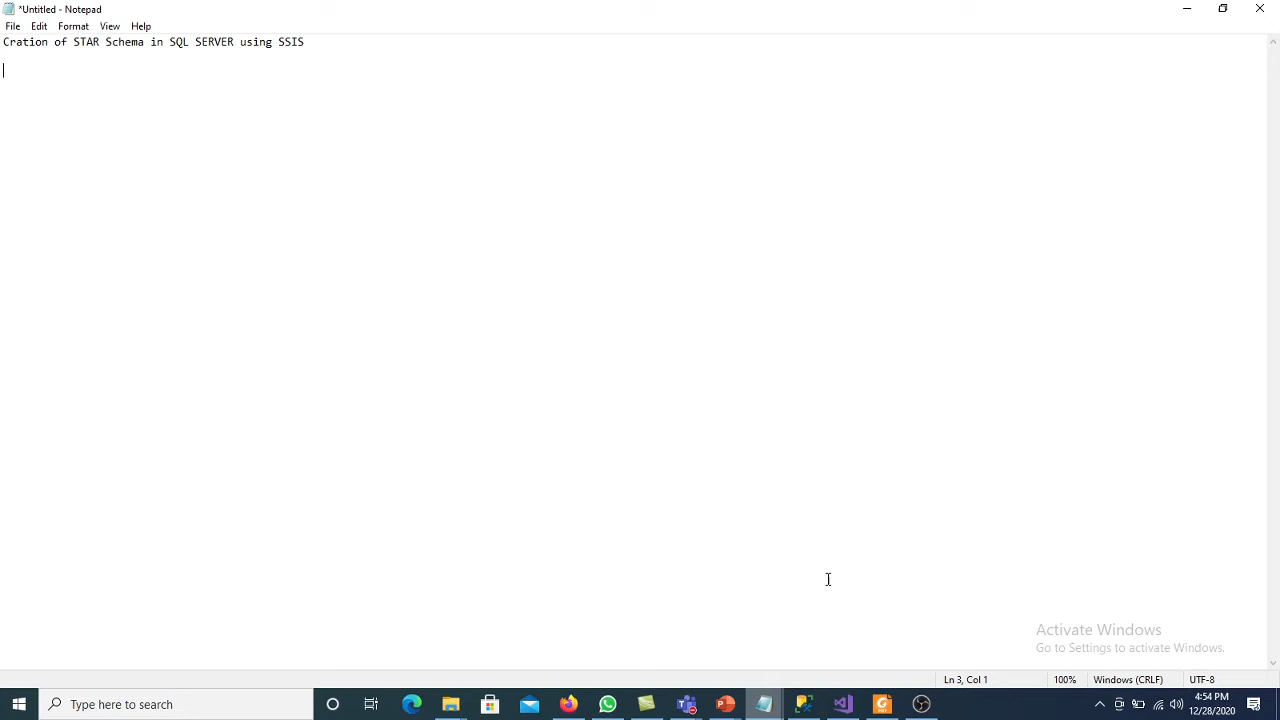 *Untitled - Notepad
File Edit Format View Help
Cration of STAR Schema in SQL SERVER using SSIS
Activate Windows
Go to Settings to activate Windows.
Ln 3, Col 1 100% Windows (CRLF) UTF-8
Type here to search
4:54 PM
12/28/2020